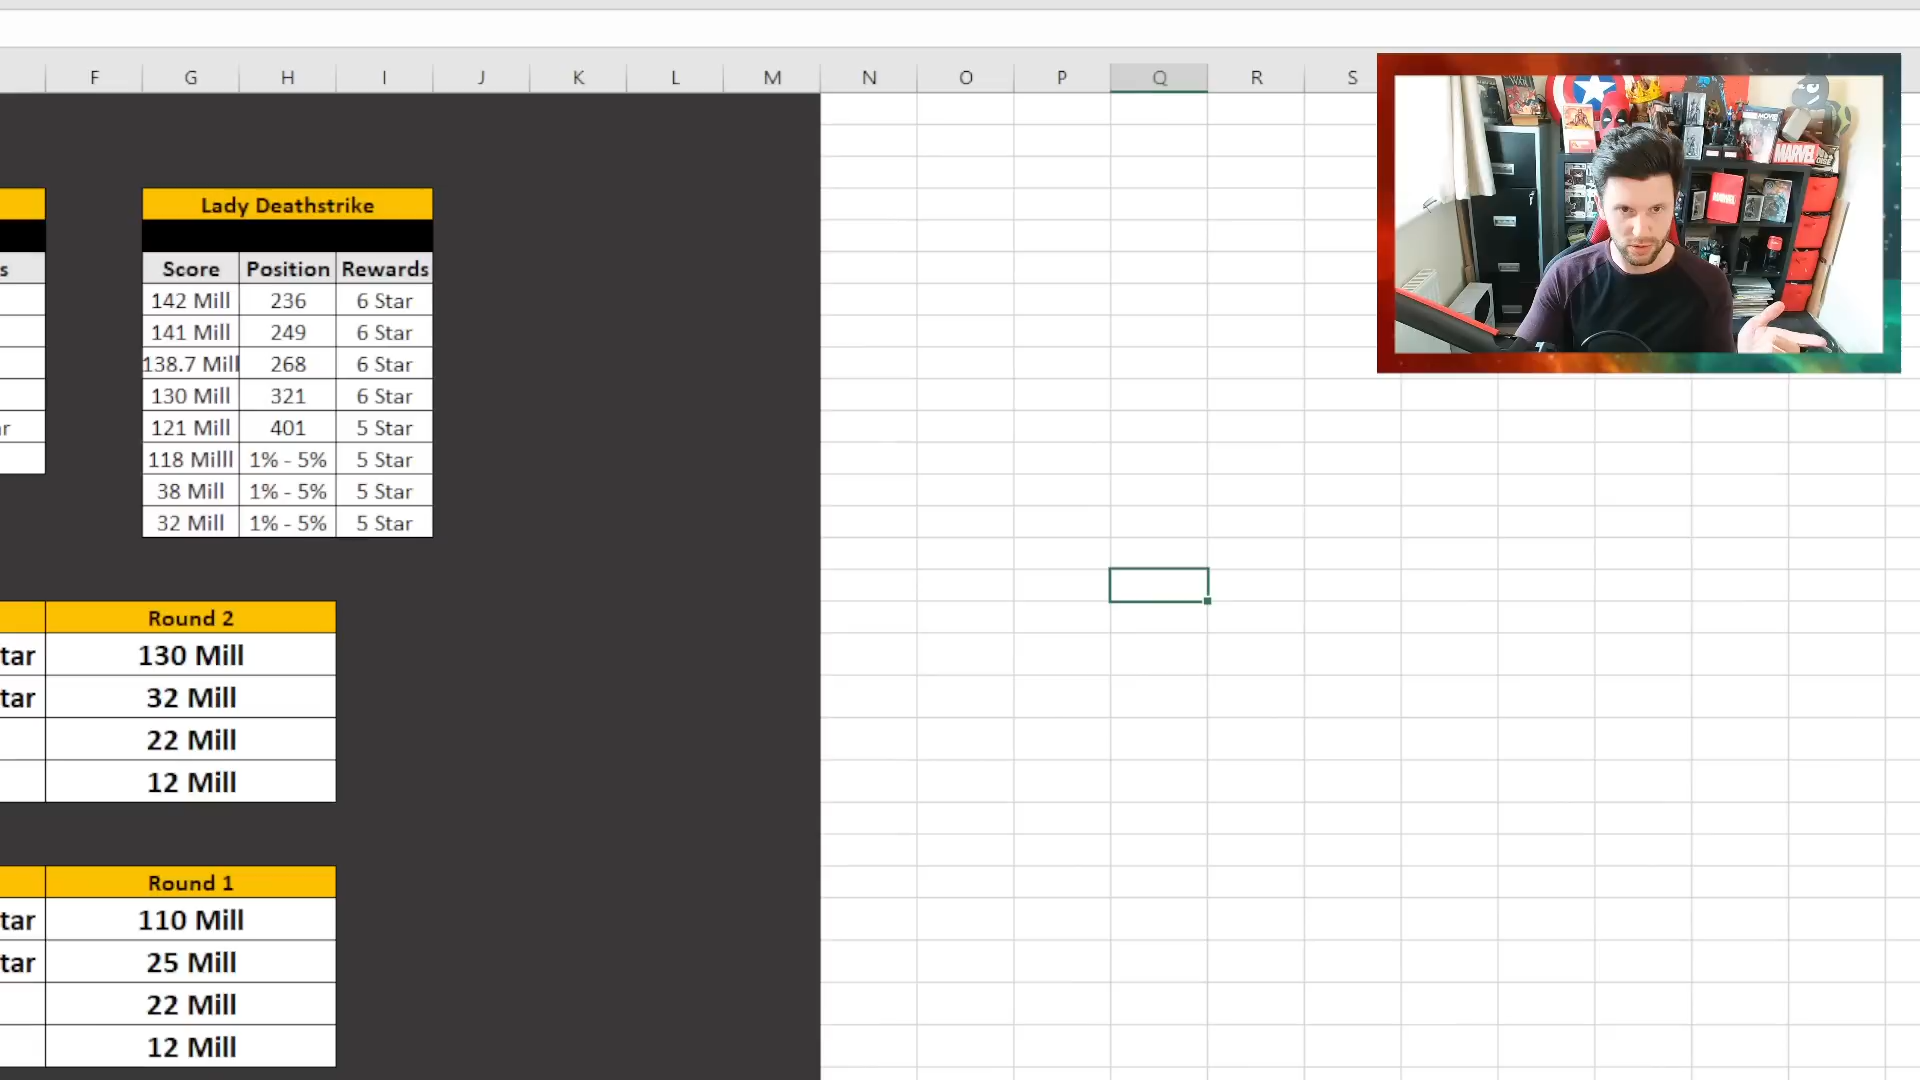 F G H I J K L M N O P Q R S
Lady Deathstrike
s Score Position Rewards
142 Mill 236 6 Star
141 Mill 249 6 Star
138.7 Mill 268 6 Star
130 Mill 321 6 Star
ar 121 Mill 401 5 Star
118 Milll 1% - 5% 5 Star
38 Mill 1% - 5% 5 Star
32 Mill 1% - 5% 5 Star
Round 2
tar 130 Mill
tar 32 Mill
22 Mill
12 Mill
Round 1
tar 110 Mill
tar 25 Mill
22 Mill
12 Mill
MARVEL
MARVEL